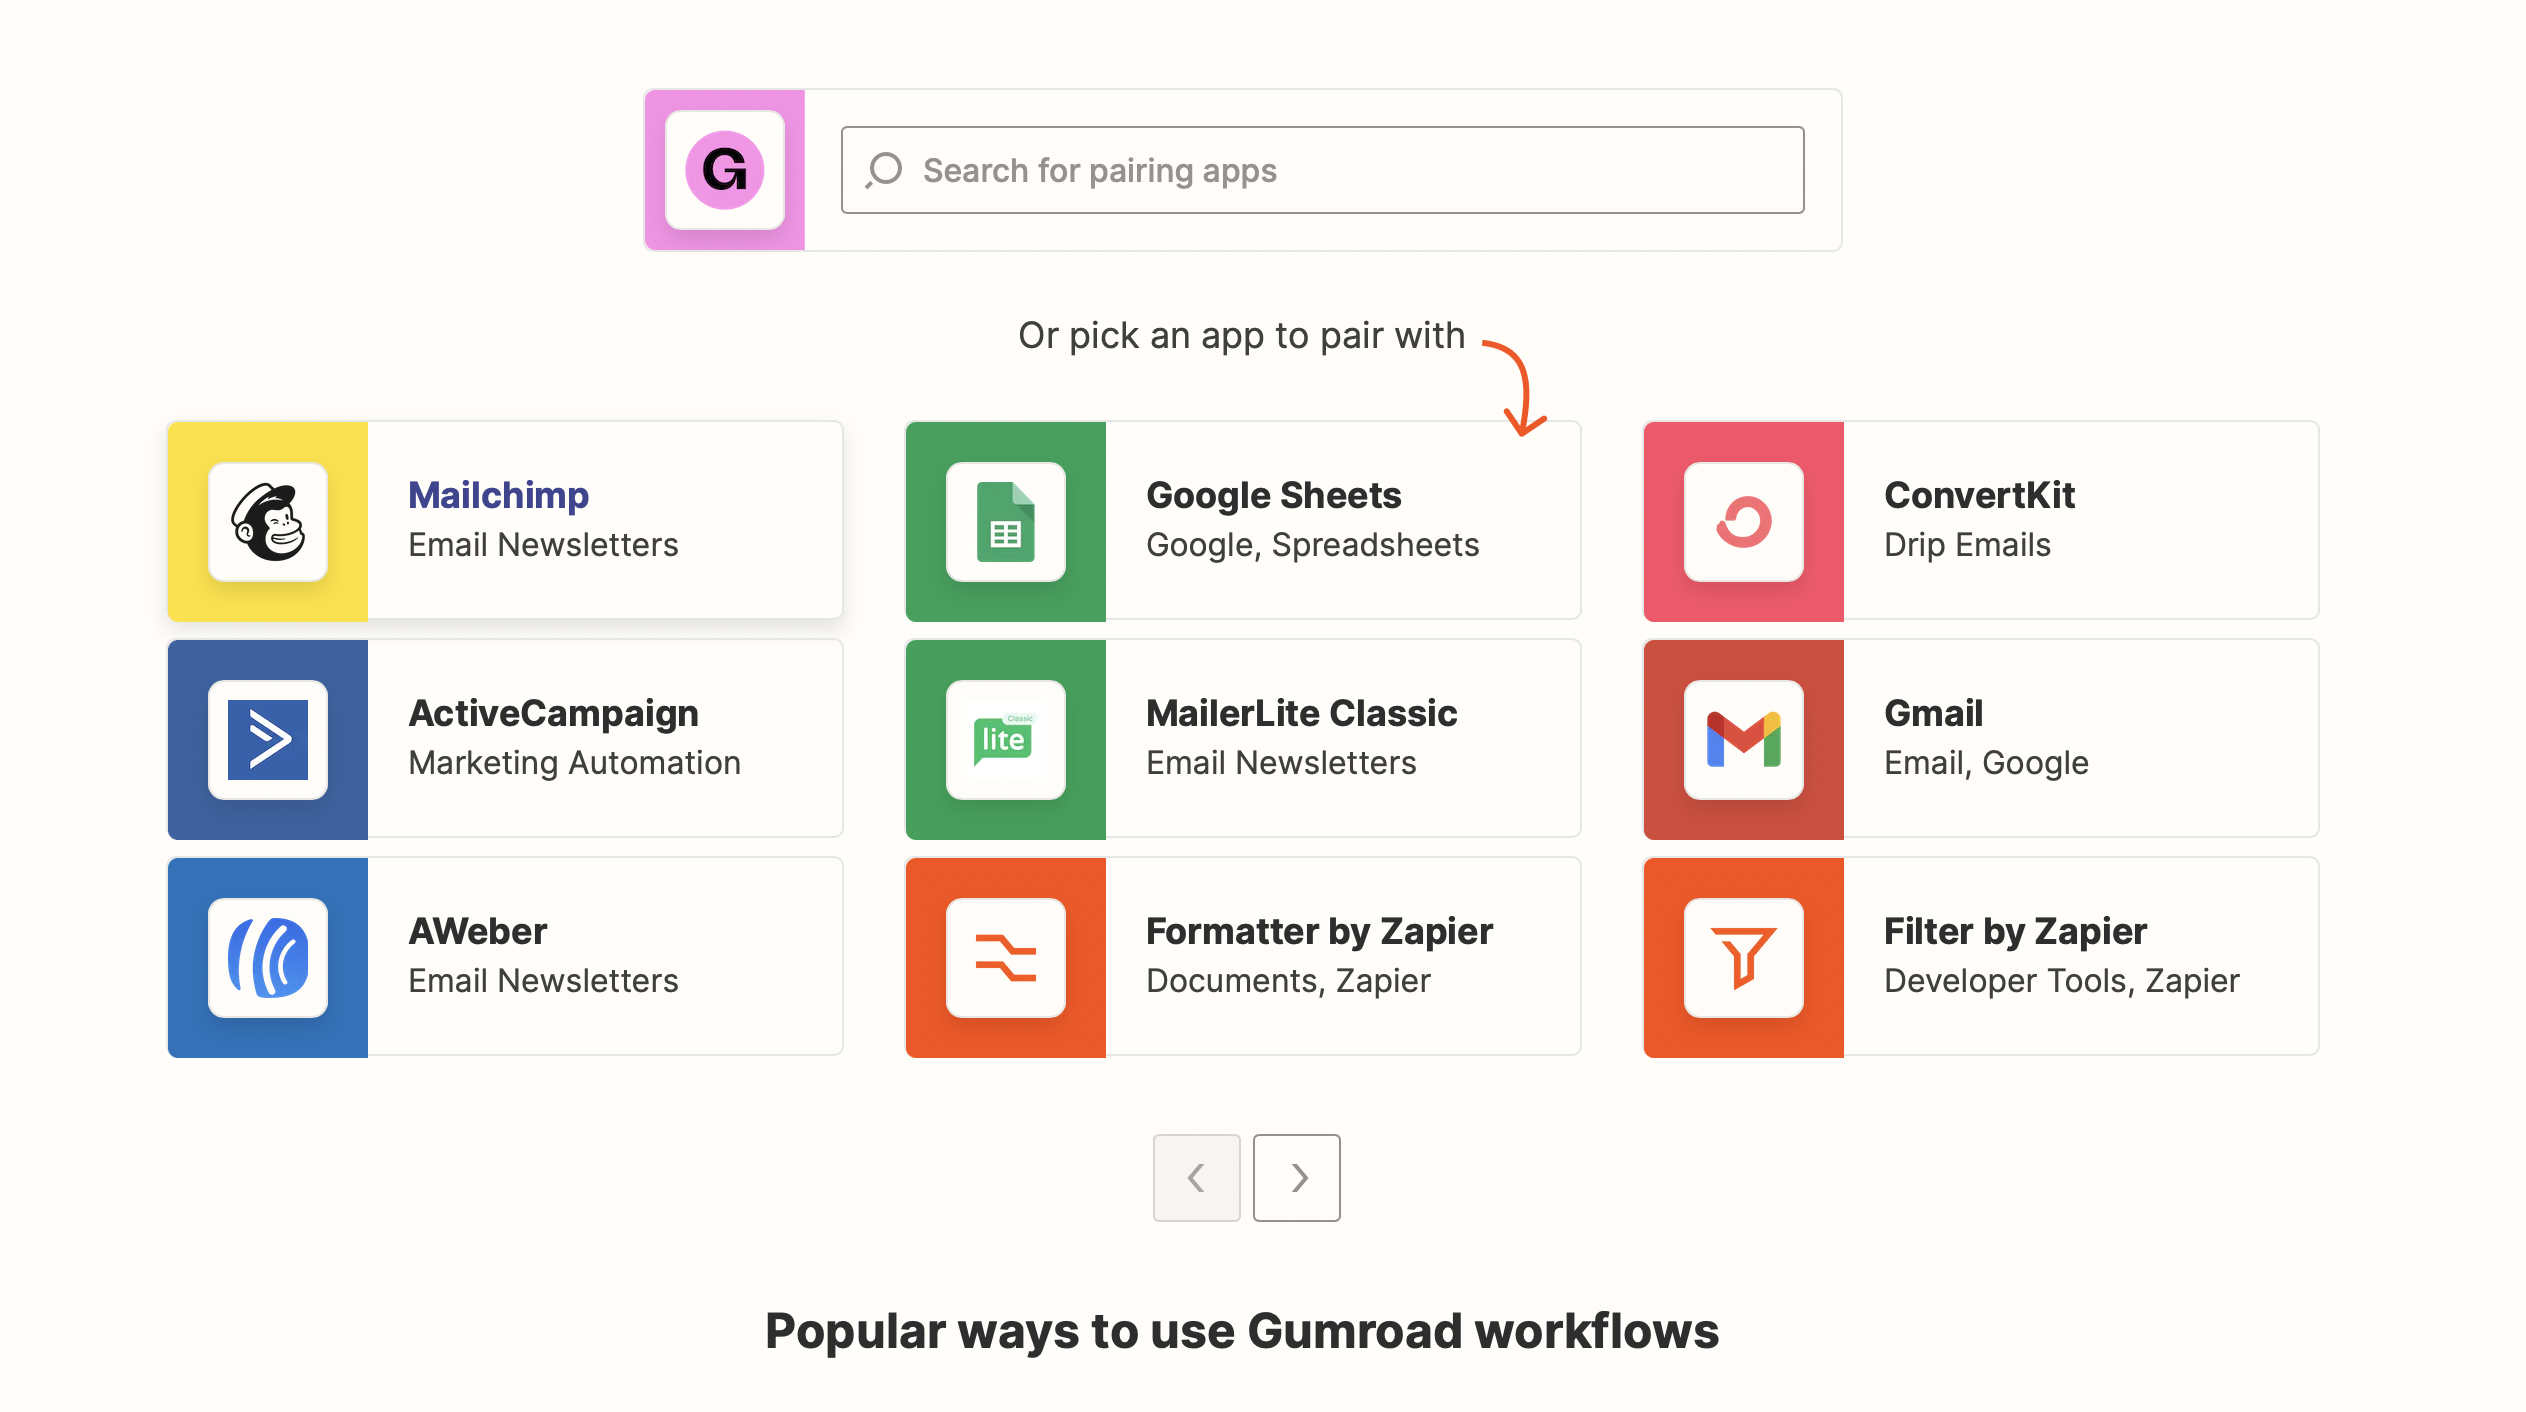 G
Search for pairing apps
Or pick an app to pair with
Mailchimp
Email Newsletters
Google Sheets
Google, Spreadsheets
ConvertKit
Drip Emails
ActiveCampaign
Marketing Automation
Classic
lite
MailerLite Classic
Email Newsletters
Gmail
Email, Google
AWeber
Email Newsletters
Formatter by Zapier
Documents, Zapier
Filter by Zapier
Developer Tools, Zapier
Popular ways to use Gumroad workflows